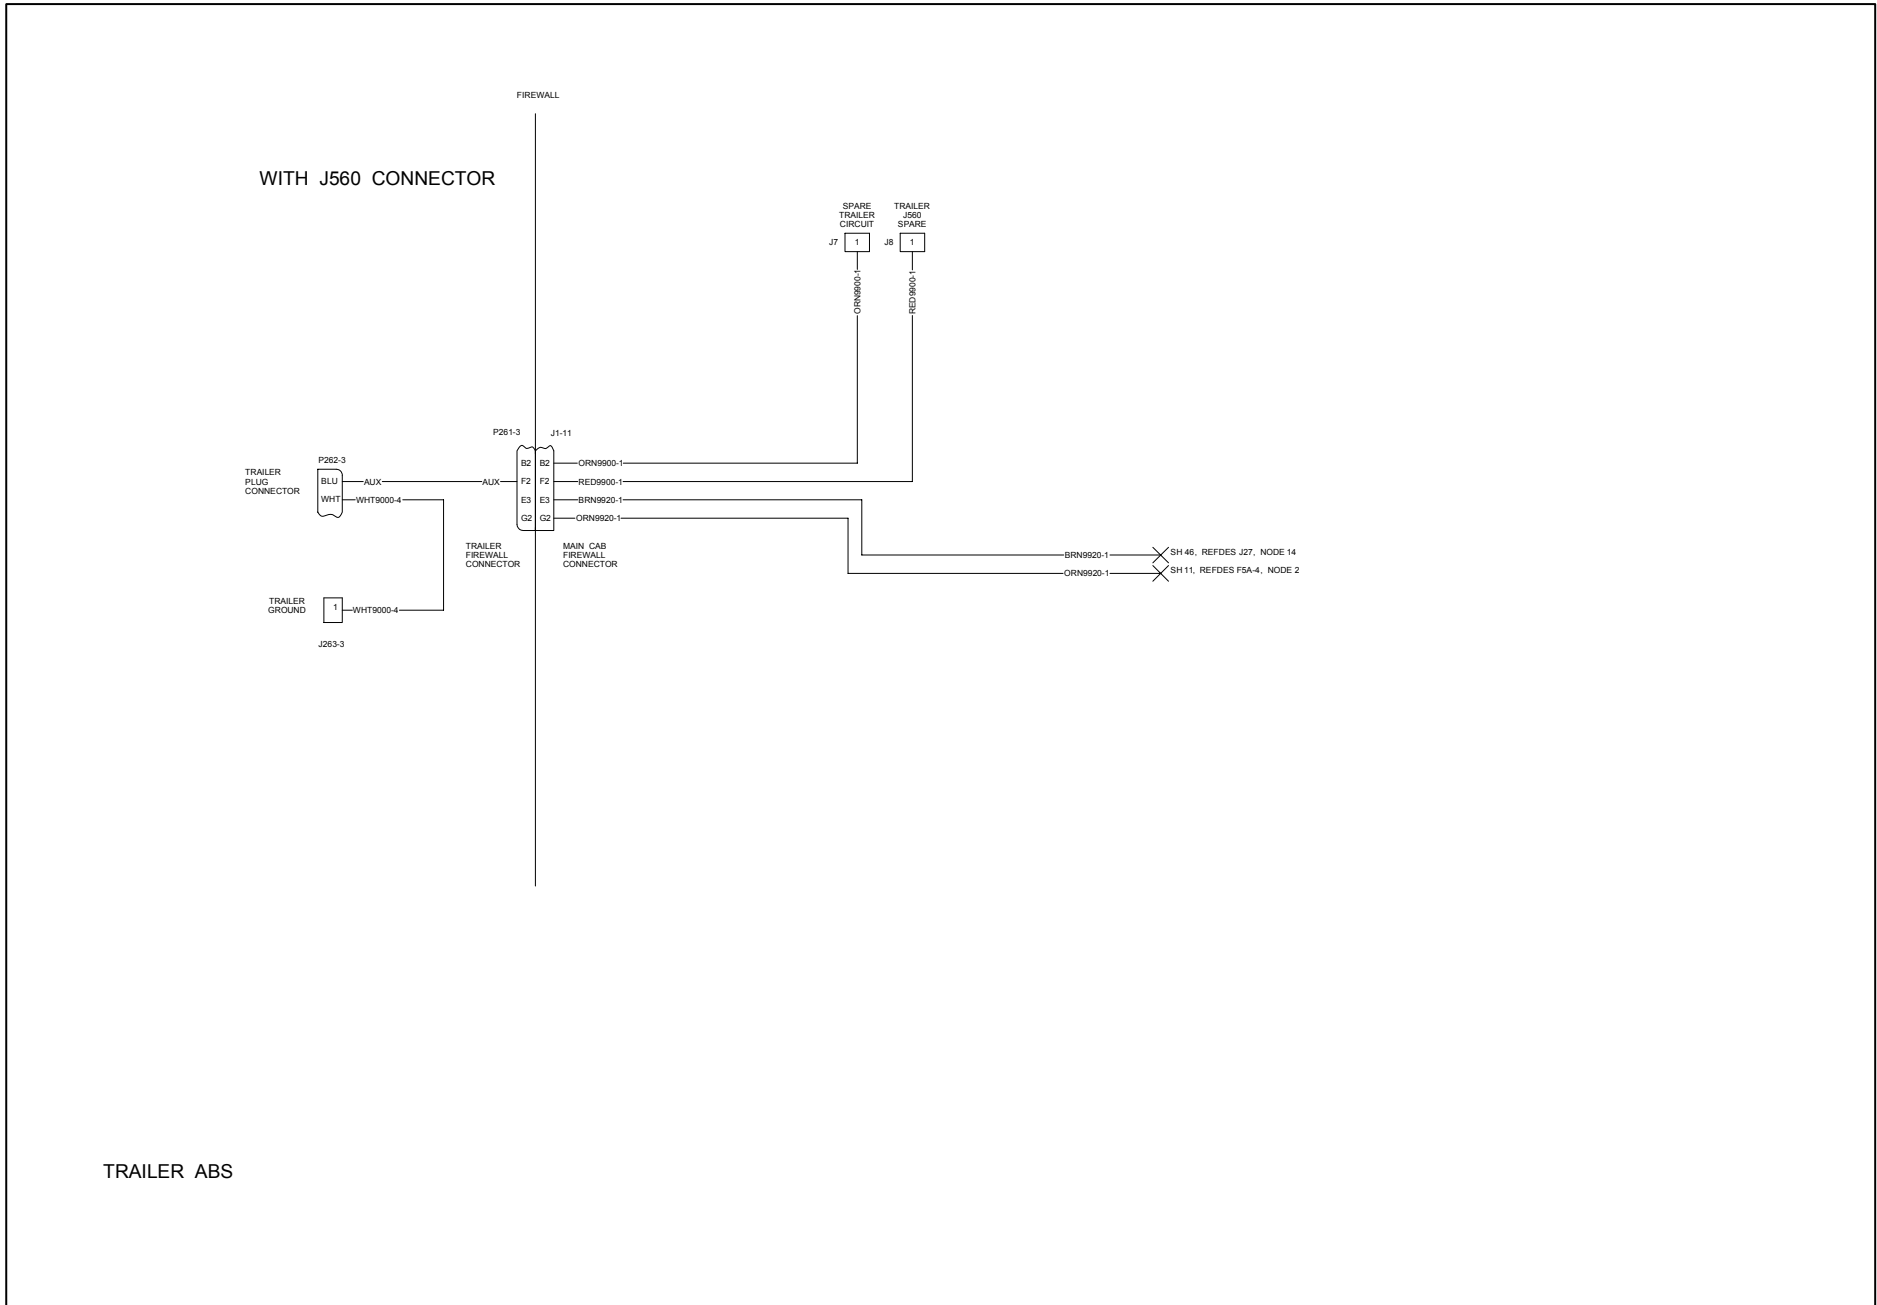 FIREWALL
WITH J560 CONNECTOR
SPARE
TRAILER
CIRCUIT
TRAILER
J560
SPARE
J7
1
J8
1
ORN9900-1
RED9900-1
P261-3
J1-11
P262-3
TRAILER
PLUG
CONNECTOR
BLU
AUX
AUX
WHT
WHT9000-4
B2
B2
ORN9900-1
F2
F2
RED9900-1
E3
E3
BRN9920-1
G2
G2
ORN9920-1
TRAILER
FIREWALL
CONNECTOR
MAIN CAB
FIREWALL
CONNECTOR
BRN9920-1
SH 46, REFDES J27, NODE 14
ORN9920-1
SH 11, REFDES F5A-4, NODE 2
TRAILER
GROUND
1
WHT9000-4
J263-3
TRAILER ABS